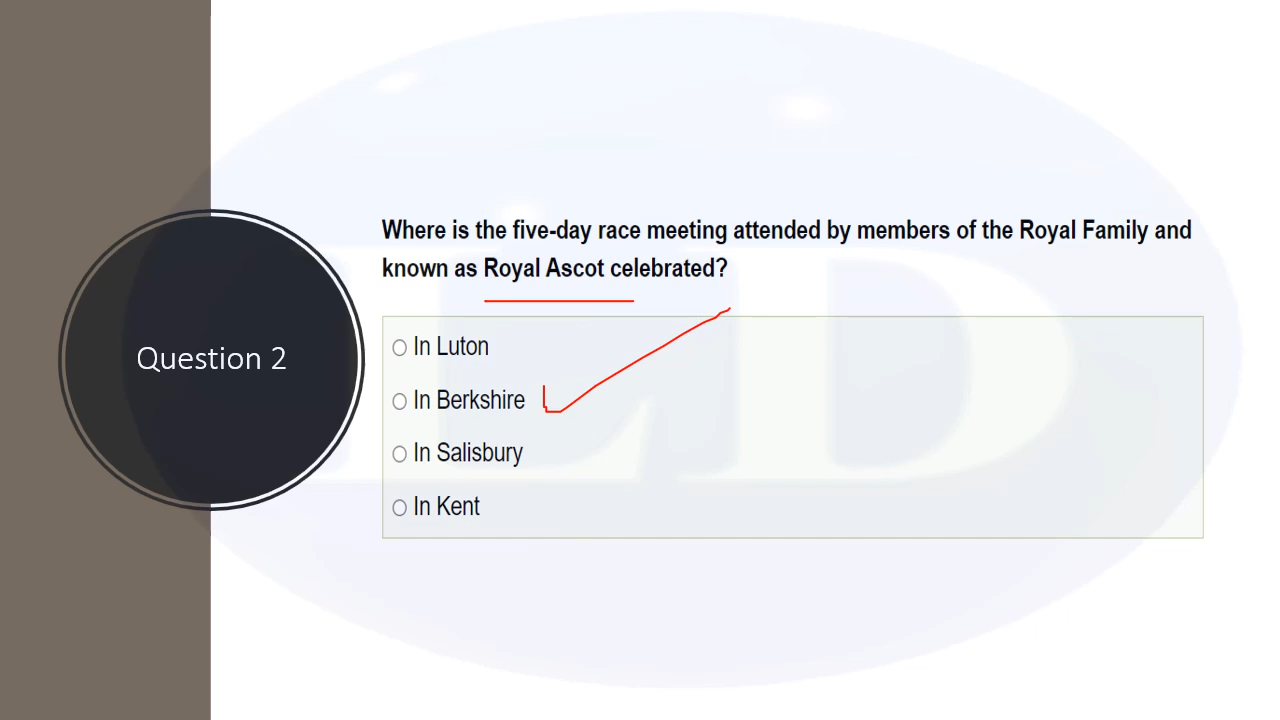 Question 2
Where is the five-day race meeting attended by members of the Royal Family and
known as Royal Ascot celebrated?
In Luton
In Berkshire
In Salisbury
In Kent